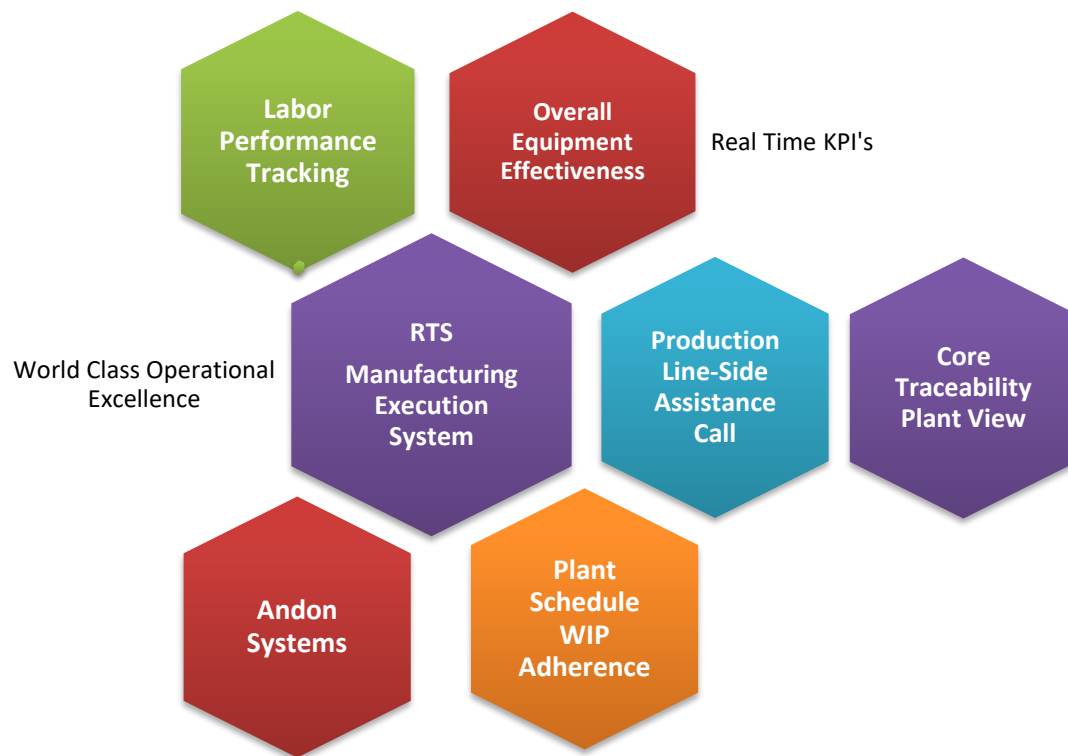 Labor
Performance
Tracking
Overall
Equipment
Effectiveness
Real Time KPI's
World Class Operational
Excellence
RTS
Manufacturing
Execution
System
Production
Line-Side
Assistance
Call
Core
Traceability
Plant View
Andon
Systems
Plant
Schedule
WIP
Adherence